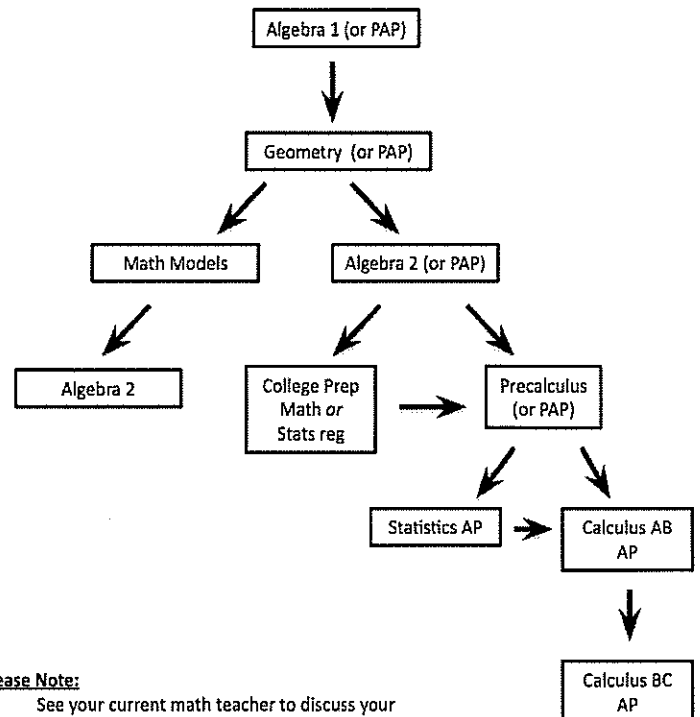 Algebra 1 (or PAP)
Geometry (or PAP)
Math Models
Algebra 2 (or PAP)
Algebra 2
College Prep
Math or
Stats reg
Precalculus
(or PAP)
Statistics AP
Calculus AB
AP
Calculus BC
AP
ease Note:
See your current math teacher to discuss your